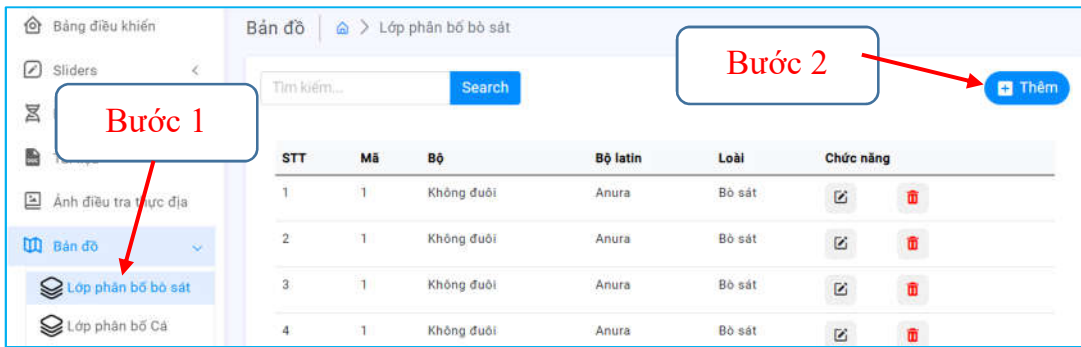 Bảng điều khiển
Bản đồ > Lớp phân bố bò sát
Sliders <
Bước 1
Bước 2
Tìm kiếm... Search
Thêm
Ảnh điều tra thực địa
Bản đồ
Lớp phân bố bò sát
Lớp phân bố Cá
STT Mã Bộ Bộ latin Loài Chức năng
1 1 Không đuôi Anura Bò sát
2 1 Không đuôi Anura Bò sát
3 1 Không đuôi Anura Bò sát
4 1 Không đuôi Anura Bò sát